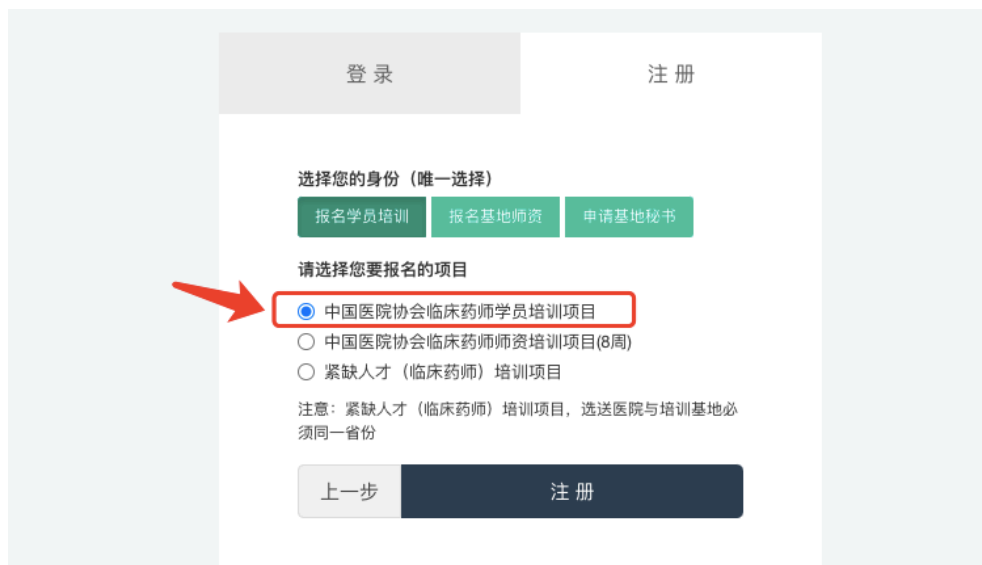 登 录
注 册
选择您的身份（唯一选择）
报名学员培训
报名基地师资
申请基地秘书
请选择您要报名的项目
中国医院协会临床药师学员培训项目
中国医院协会临床药师师资培训项目(8周)
紧缺人才（临床药师）培训项目
注意：紧缺人才（临床药师）培训项目，选送医院与培训基地必
须同一省份
上一步
注 册